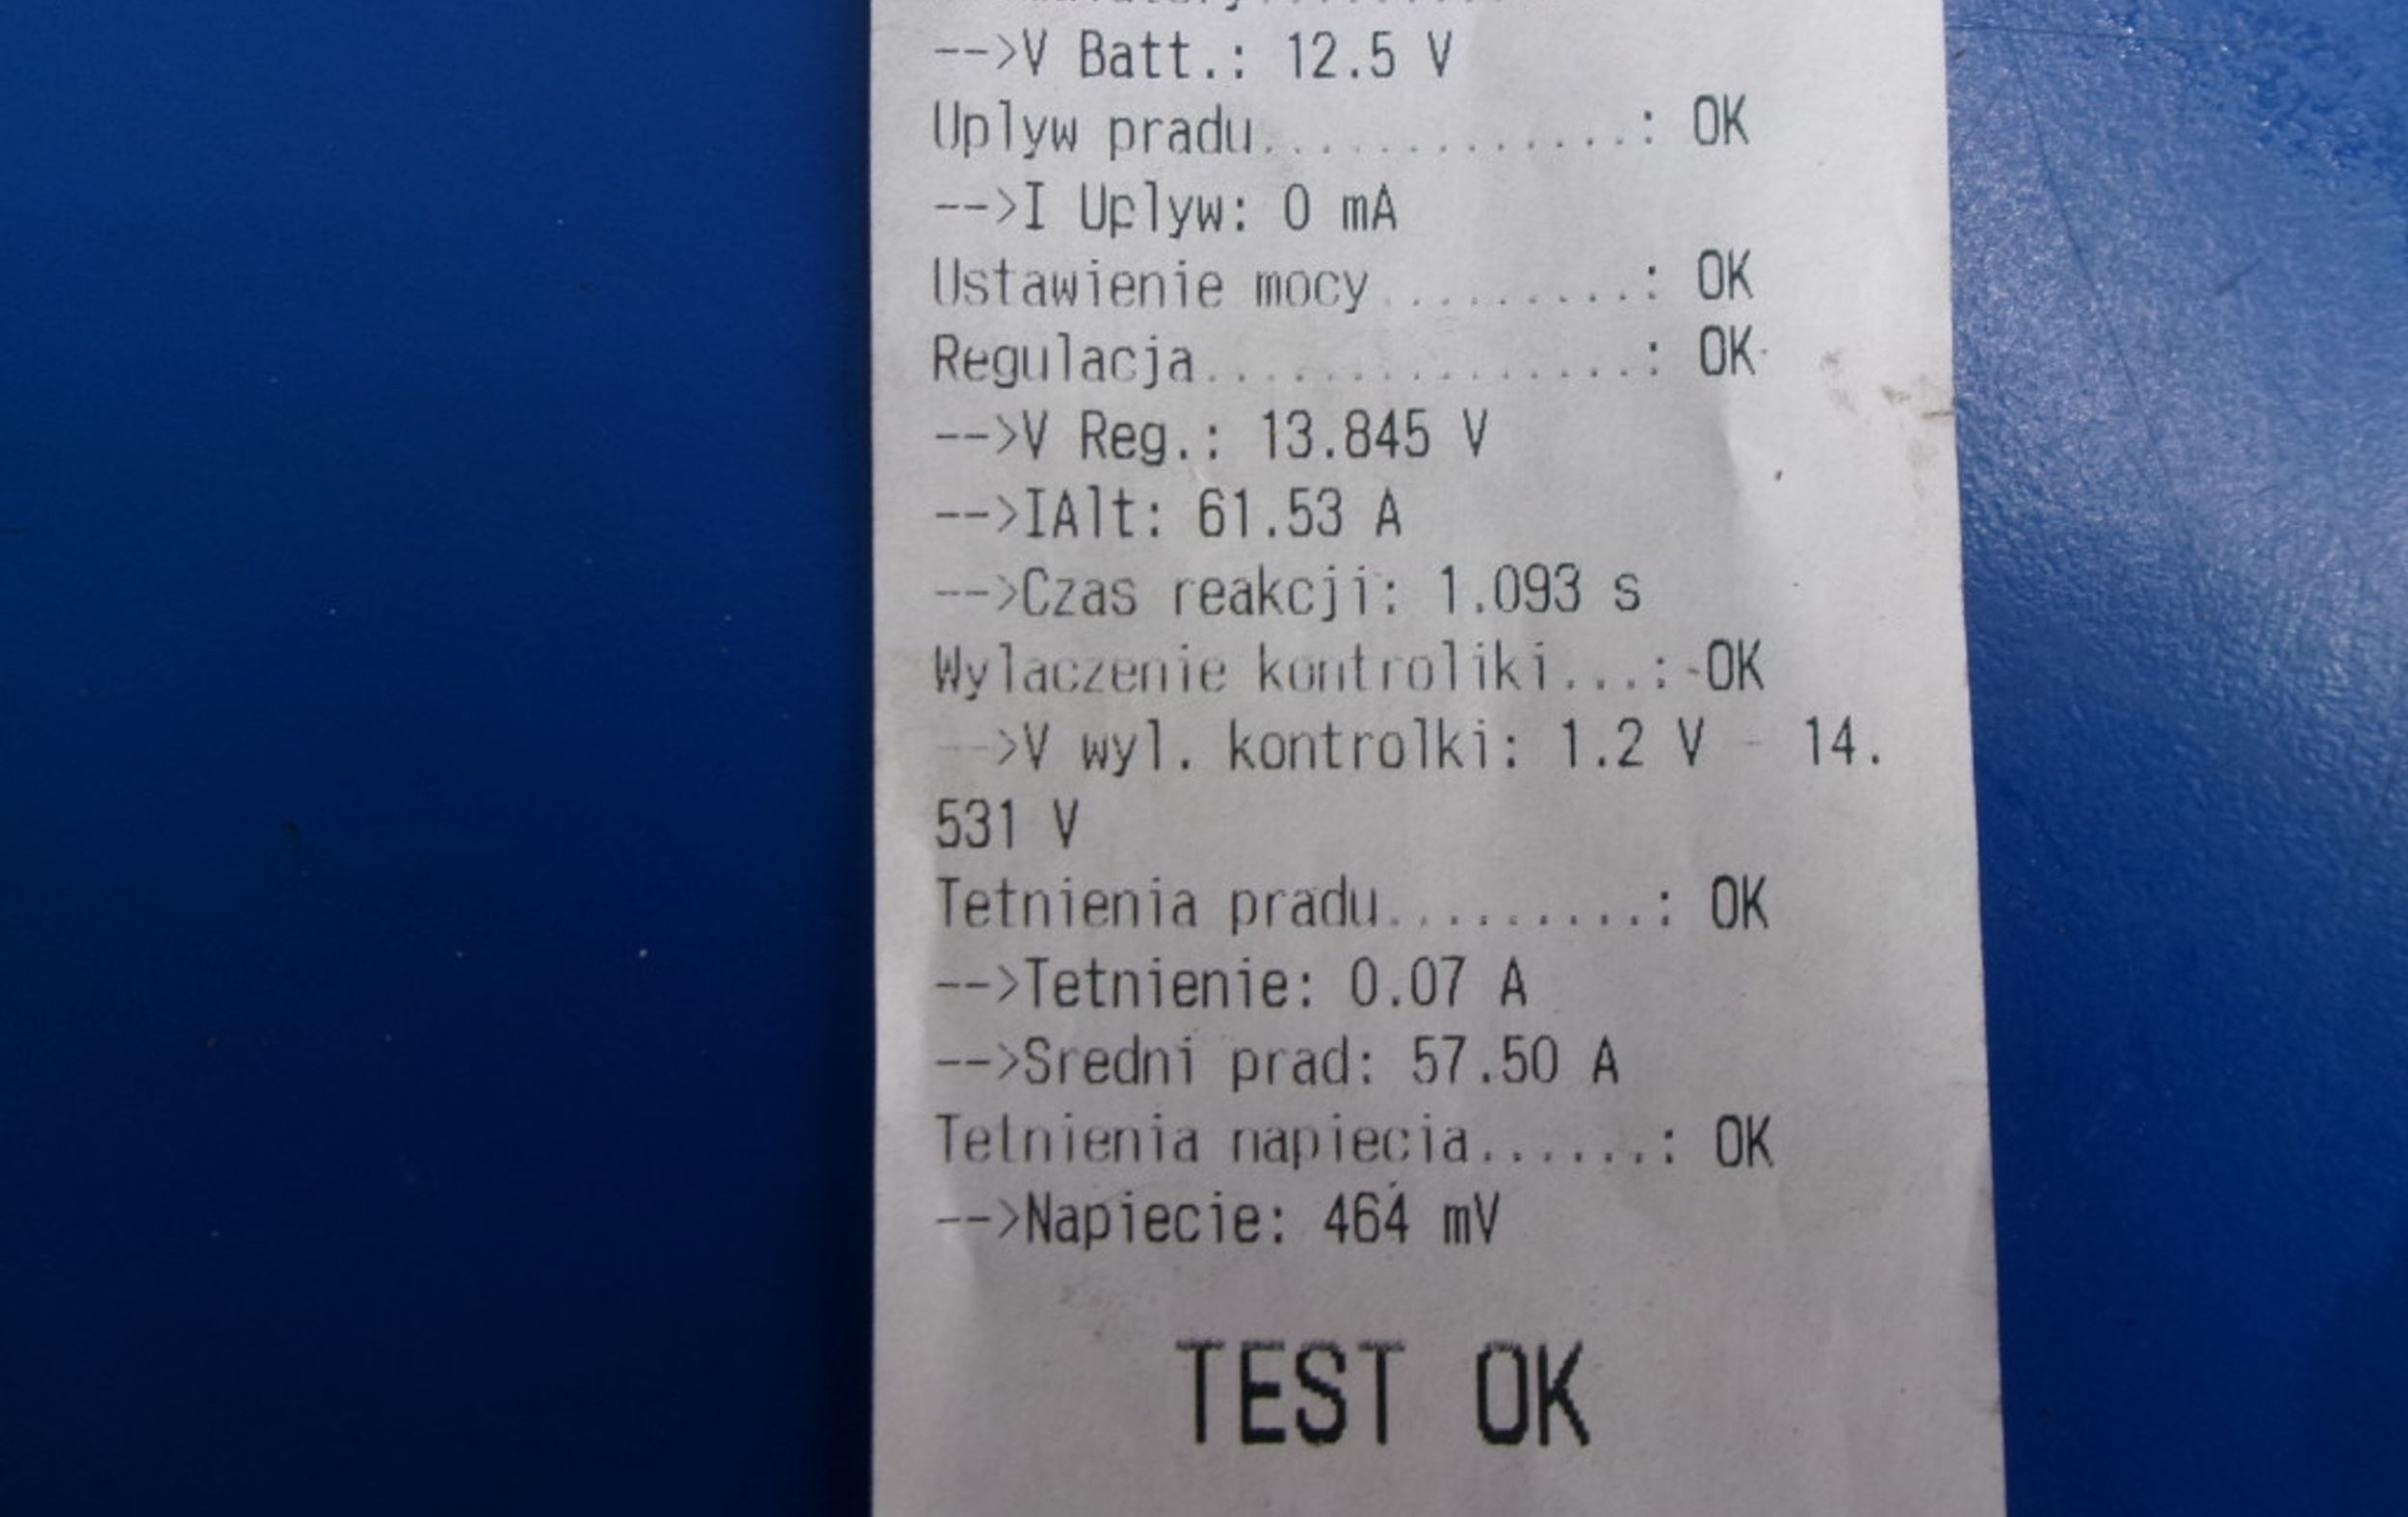 -->V Batt.: 12.5 V
Uplyw pradu..............: OK
-->I Uplyw: 0 mA
Ustawienie mocy.........: OK
Regulacja...............: OK
-->V Reg.: 13.845 V
-->IAlt: 61.53 A
-->Czas reakcji: 1.093 s
Wylaczenie kontroliki...: OK
-->V wyl. kontrolki: 1.2 V - 14.
531 V
Tetnienia pradu.........: OK
-->Tetnienie: 0.07 A
-->Sredni prad: 57.50 A
Tetnienia napiecia......: OK
-->Napiecie: 464 mV
TEST OK